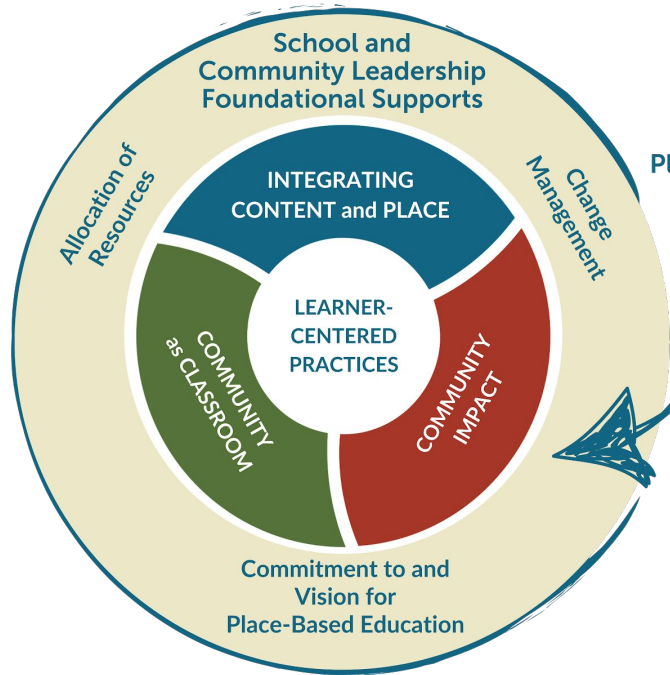 School and
Community Leadership
Foundational Supports
Allocation of
Resources
Change
Management
Pl
INTEGRATING
CONTENT and PLACE
LEARNER-
CENTERED
PRACTICES
COMMUNITY
as CLASSROOM
COMMUNITY
IMPACT
Commitment to and
Vision for
Place-Based Education